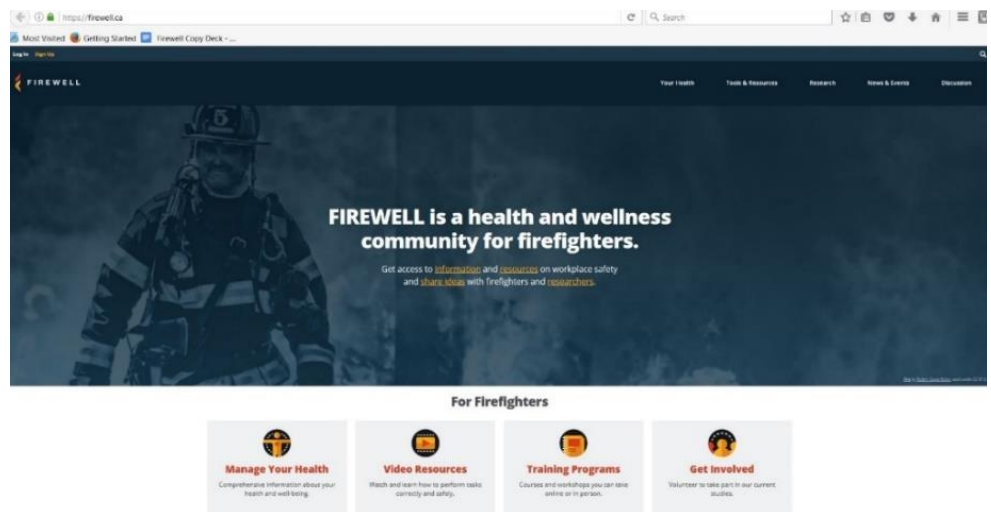 https://firewell.ca
Search
Most Visited Getting Started Firewell Copy Deck - ...
Log In Sign Up
FIREWELL
Your Health Tools & Resources Research News & Events Discussion
5
FIREWELL is a health and wellness
community for firefighters.
Get access to information and resources on workplace safety
and share ideas with firefighters and researchers.
For Firefighters
Manage Your Health Video Resources Training Programs Get Involved
Comprehensive information about your Watch and learn how to perform tasks Courses and workshops you can take Volunteer to take part in our current
health and well-being. correctly and safely. online or in person. studies.